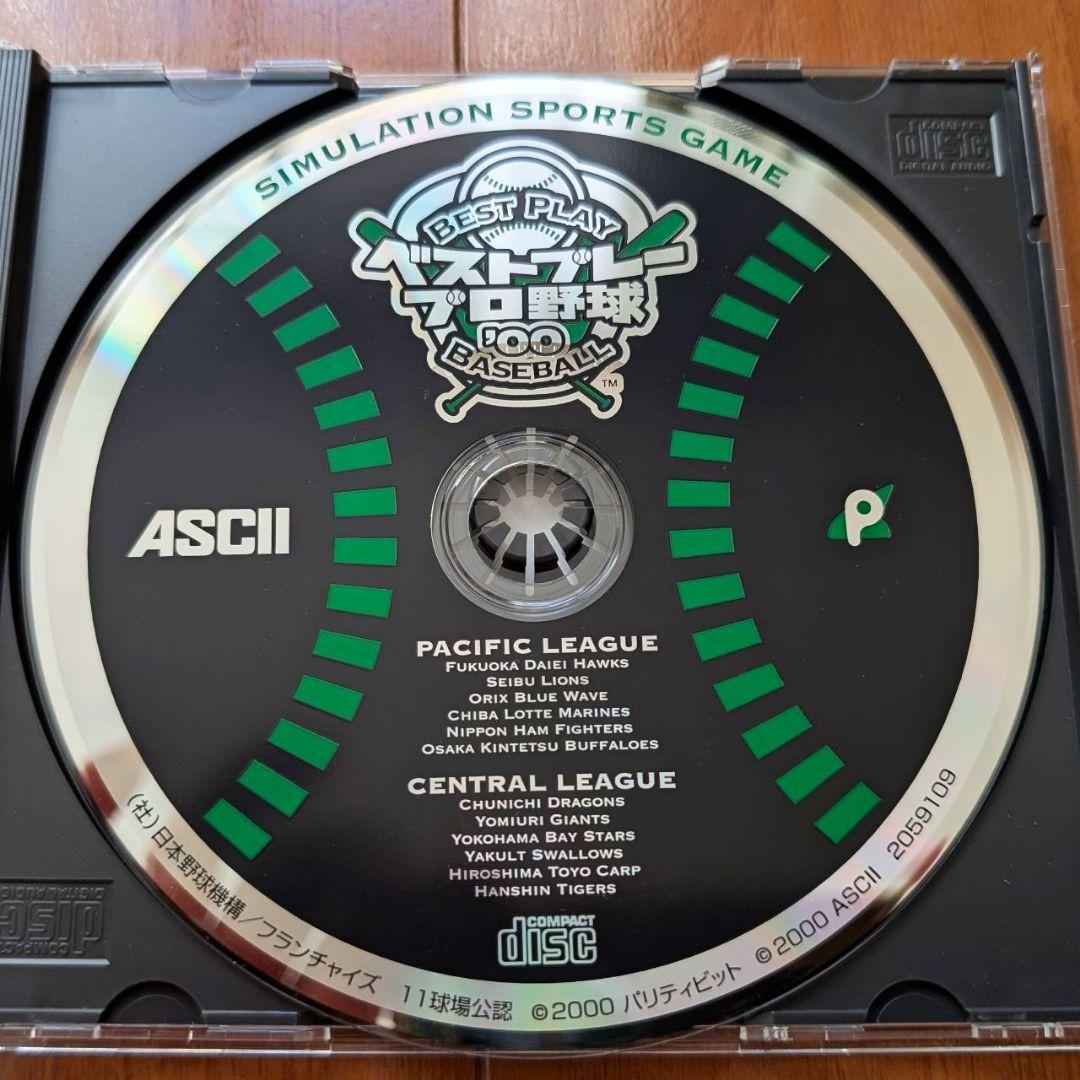 SIMULATION SPORTS GAME
BEST PLAY
ベストプレー
プロ野球
'00
BASEBALL
TM
ASCII
P
PACIFIC LEAGUE
FUKUOKA DAIEI HAWKS
SEIBU LIONS
ORIX BLUE WAVE
CHIBA LOTTE MARINES
NIPPON HAM FIGHTERS
OSAKA KINTETSU BUFFALOES
CENTRAL LEAGUE
CHUNICHI DRAGONS
YOMIURI GIANTS
YOKOHAMA BAY STARS
YAKULT SWALLOWS
HIROSHIMA TOYO CARP
HANSHIN TIGERS
COMPACT
disc
(社)日本野球機構/フランチャイズ 11球場公認 ©2000 パリティビット ©2000 ASCII 2059109
COMPACT
disc
DIGITAL AUDIO
COMPACT
disc
DIGITAL AUDIO